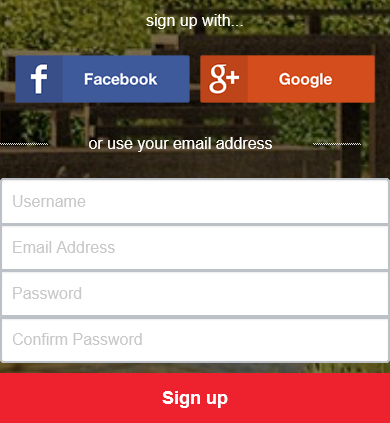 sign up with...
f Facebook
g+ Google
or use your email address
Username
Email Address
Password
Confirm Password
Sign up